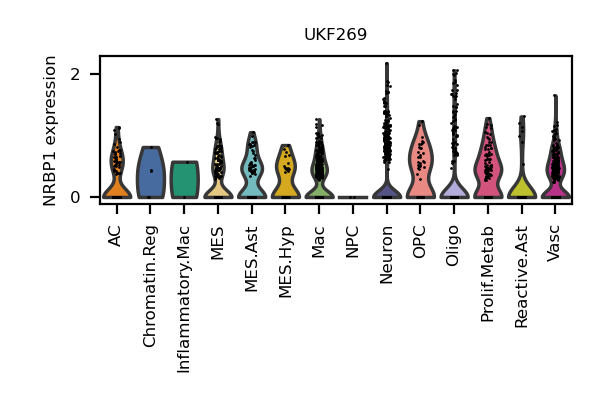 UKF269
NRBP1 expression
2
0
AC
Chromatin.Reg
Inflammatory.Mac
MES
MES.Ast
MES.Hyp
Mac
NPC
Neuron
OPC
Oligo
Prolif.Metab
Reactive.Ast
Vasc